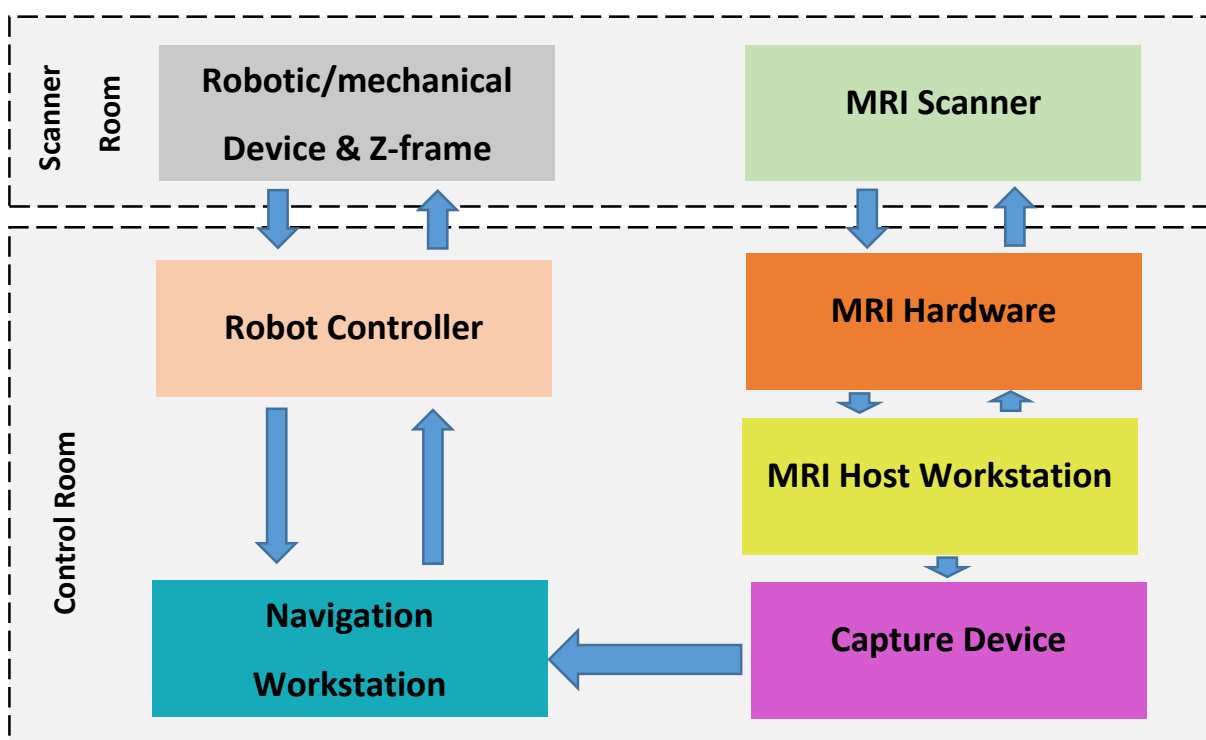 Scanner
Room
Robotic/mechanical
Device & Z-frame
MRI Scanner
Control Room
Robot Controller
MRI Hardware
MRI Host Workstation
Navigation
Workstation
Capture Device